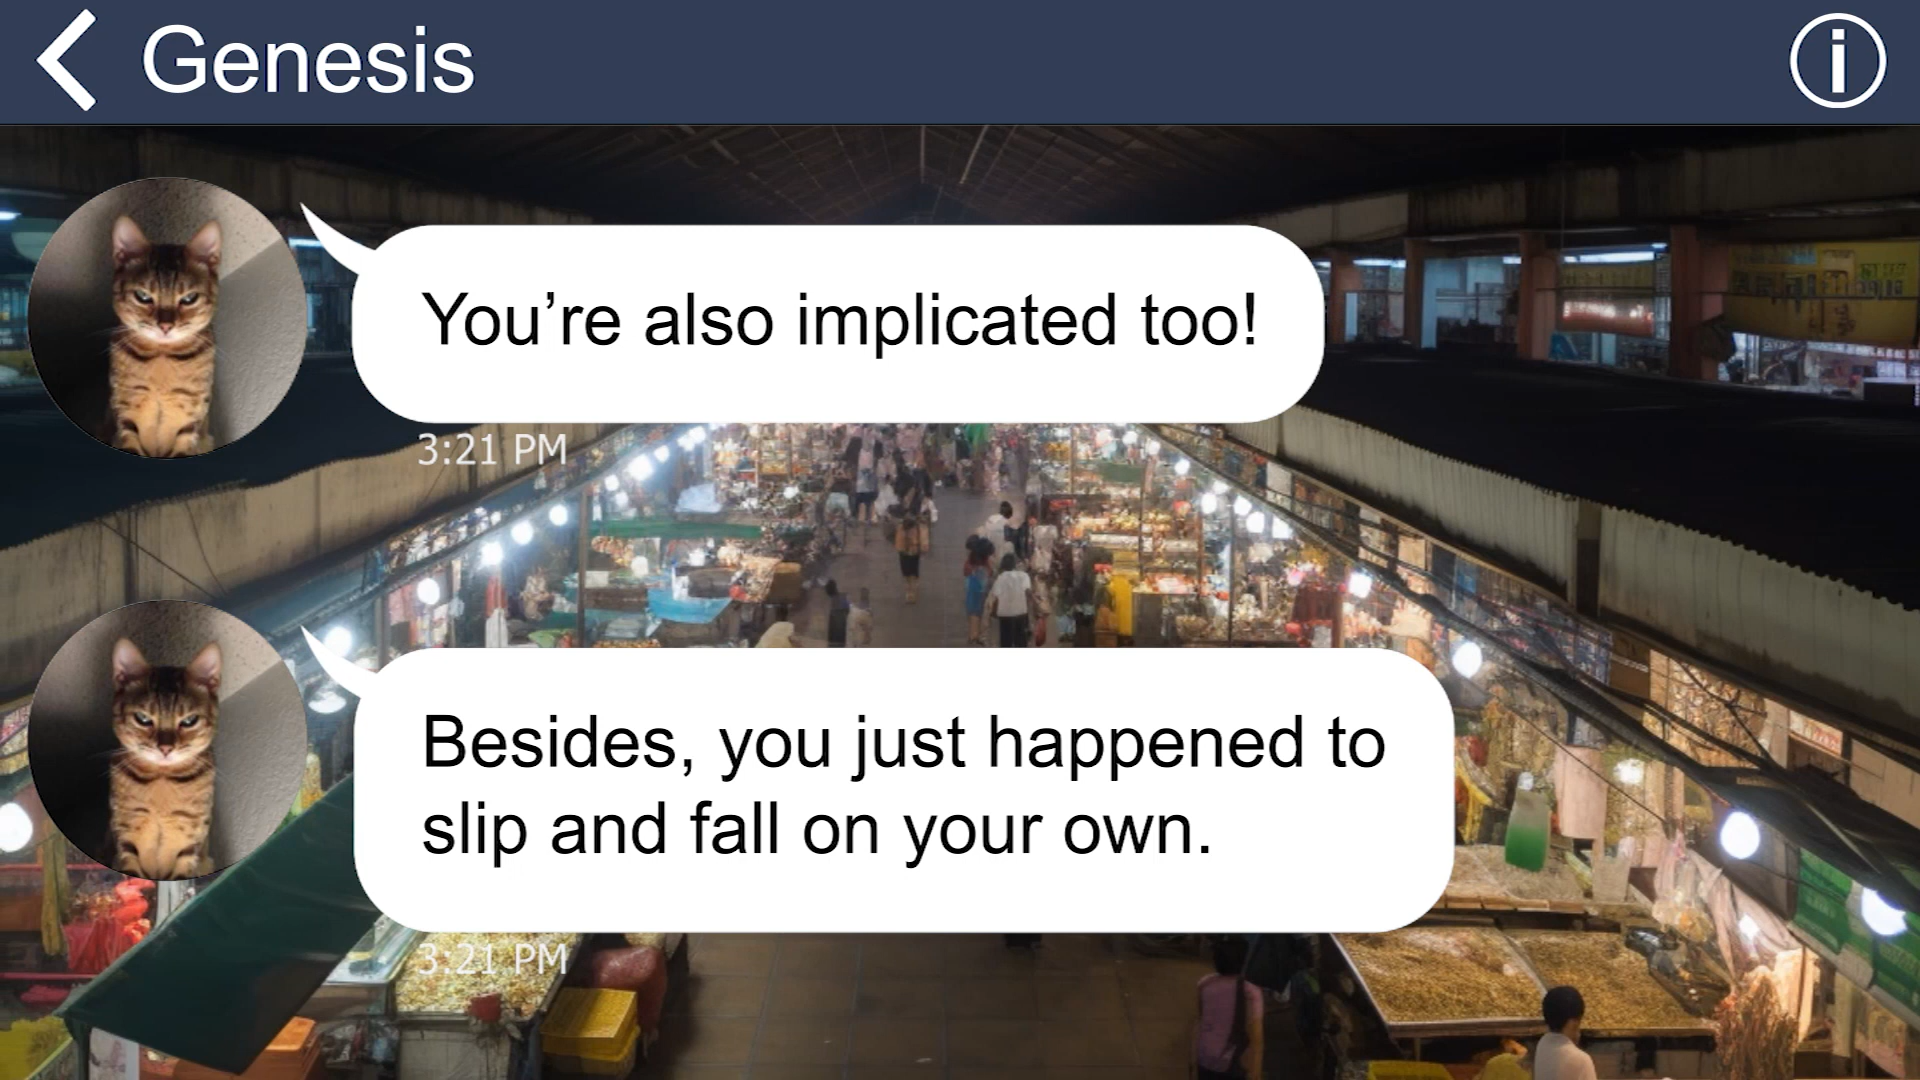 Genesis
You’re also implicated too!
3:21 PM
Besides, you just happened to
slip and fall on your own.
3:21 PM